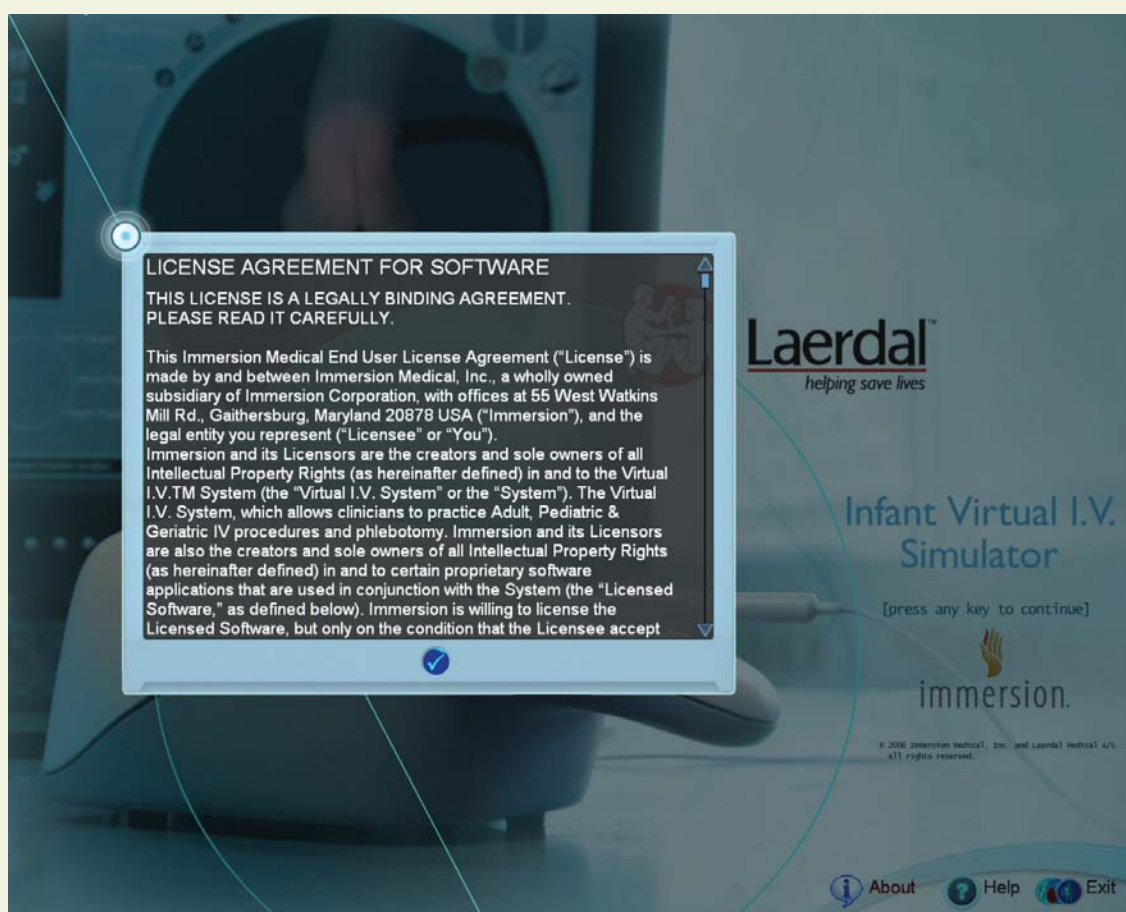 LICENSE AGREEMENT FOR SOFTWARE
THIS LICENSE IS A LEGALLY BINDING AGREEMENT.
PLEASE READ IT CAREFULLY.
This Immersion Medical End User License Agreement (“License”) is
made by and between Immersion Medical, Inc., a wholly owned
subsidiary of Immersion Corporation, with offices at 55 West Watkins
Mill Rd., Gaithersburg, Maryland 20878 USA (“Immersion”), and the
legal entity you represent (“Licensee” or “You”).
Immersion and its Licensors are the creators and sole owners of all
Intellectual Property Rights (as hereinafter defined) in and to the Virtual
I.V.TM System (the “Virtual I.V. System” or the “System”). The Virtual
I.V. System, which allows clinicians to practice Adult, Pediatric &
Geriatric IV procedures and phlebotomy. Immersion and its Licensors
are also the creators and sole owners of all Intellectual Property Rights
(as hereinafter defined) in and to certain proprietary software
applications that are used in conjunction with the System (the “Licensed
Software,” as defined below). Immersion is willing to license the
Licensed Software, but only on the condition that the Licensee accept
Laerdal™
helping save lives
Infant Virtual I.V.
Simulator
[press any key to continue]
immersion.
© 2006 Immersion Medical, Inc. and Laerdal Medical A/S.
All rights reserved.
About
Help
Exit